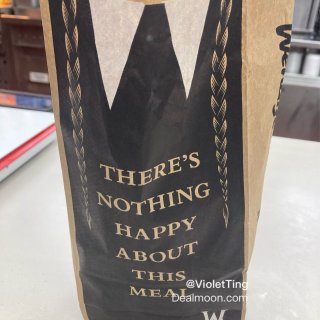 THERE'S
NOTHING
HAPPY
ABOUT
THIS
MEAL
W
@VioletTing
Dealmoon.com